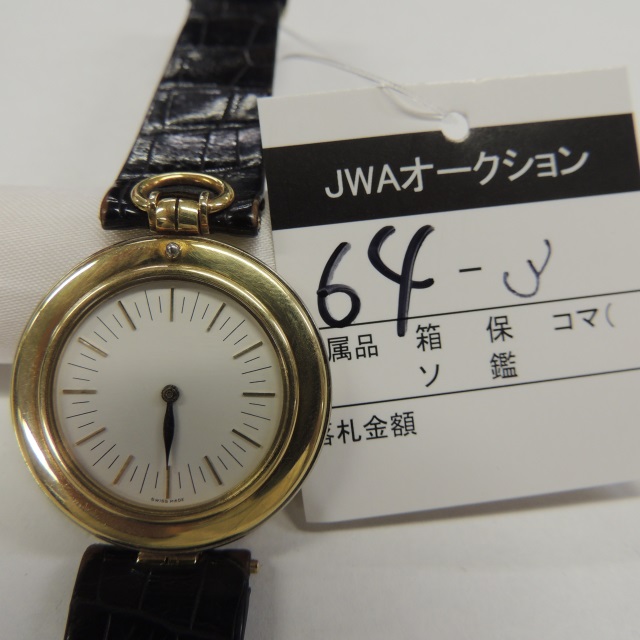 JWAオークション
64-3
属品 箱 保 コマ(
ソ 鑑
落札金額
SWISS MADE